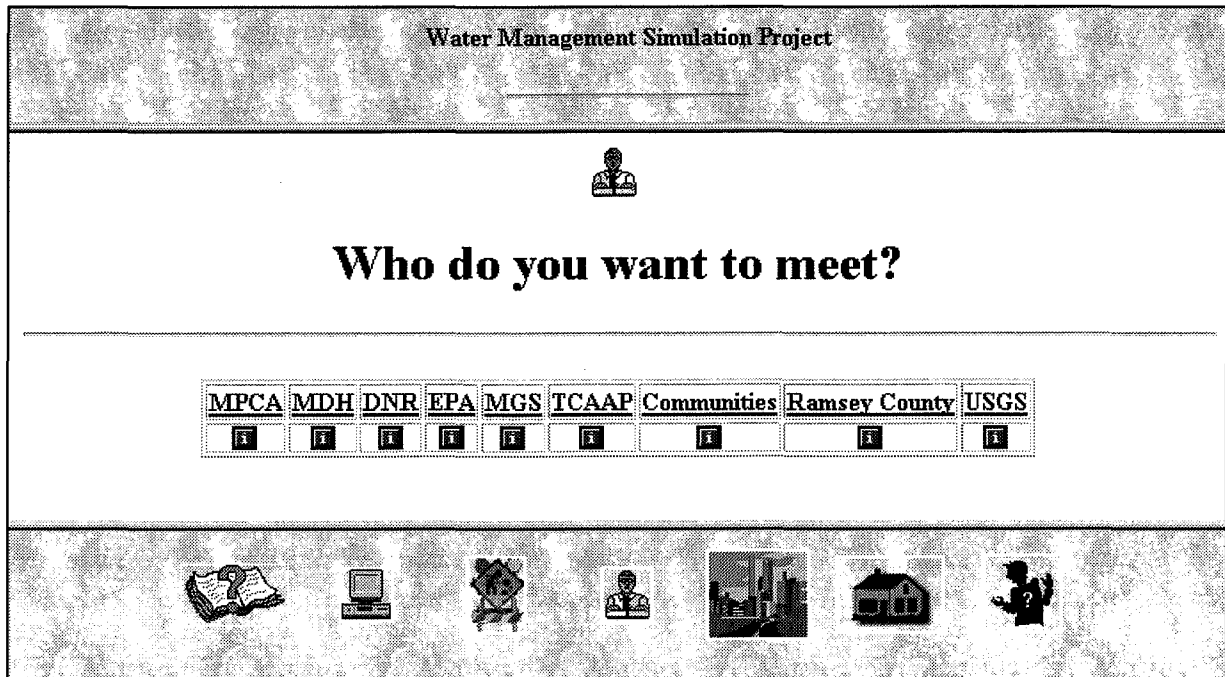 Water Management Simulation Project
Who do you want to meet?
MPCA MDH DNR EPA MGS TCAAP Communities Ramsey County USGS
i i i i i i i i i
? ?